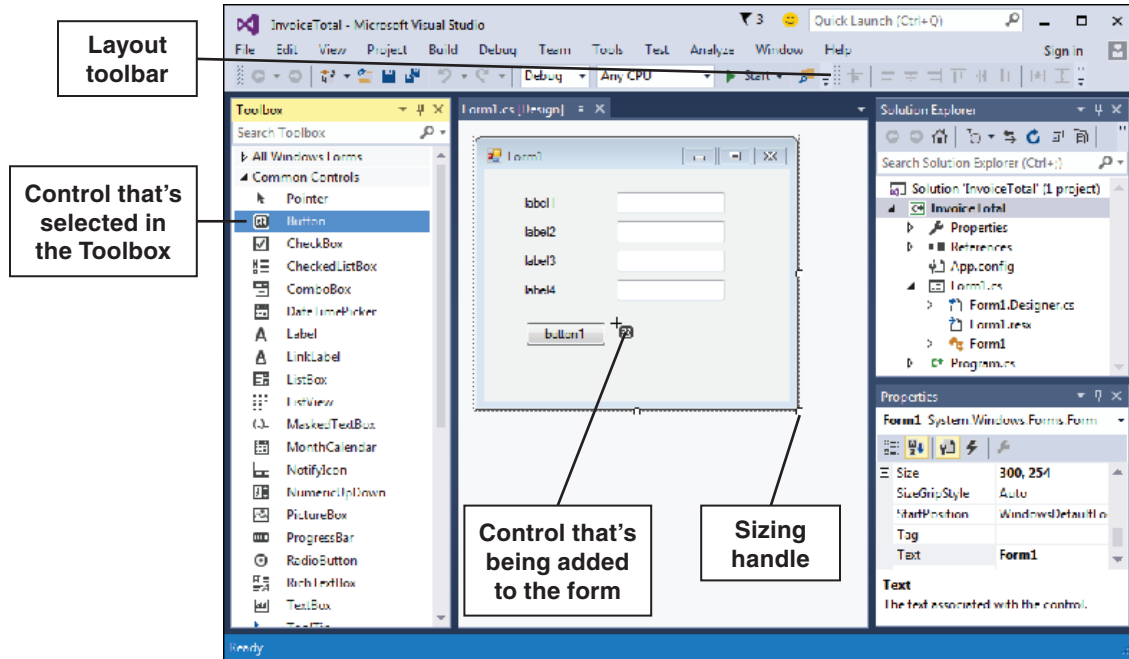 InvoiceTotal - Microsoft Visual Studio
3
Quick Launch (Ctrl+Q)
File Edit View Project Build Debug Team Tools Test Analyze Window Help
Sign in
Debug Any CPU Start
Layout
toolbar
Toolbox
Search Toolbox
All Windows Forms
Common Controls
Pointer
Button
CheckBox
CheckedListBox
ComboBox
DateTimePicker
Label
LinkLabel
ListBox
ListView
MaskedTextBox
MonthCalendar
NotifyIcon
NumericUpDown
PictureBox
ProgressBar
RadioButton
RichTextBox
TextBox
ToolTip
Control that's
selected in
the Toolbox
Form1.cs [Design]
Form1
label1
label2
label3
label4
button1
Control that's
being added
to the form
Sizing
handle
Solution Explorer
Search Solution Explorer (Ctrl+;)
Solution 'InvoiceTotal' (1 project)
InvoiceTotal
Properties
References
App.config
Form1.cs
Form1.Designer.cs
Form1.resx
Form1
Program.cs
Properties
Form1 System.Windows.Forms.Form
Size 300, 254
SizeGripStyle Auto
StartPosition WindowsDefaultLo
Tag
Text Form1
Text
The text associated with the control.
Ready